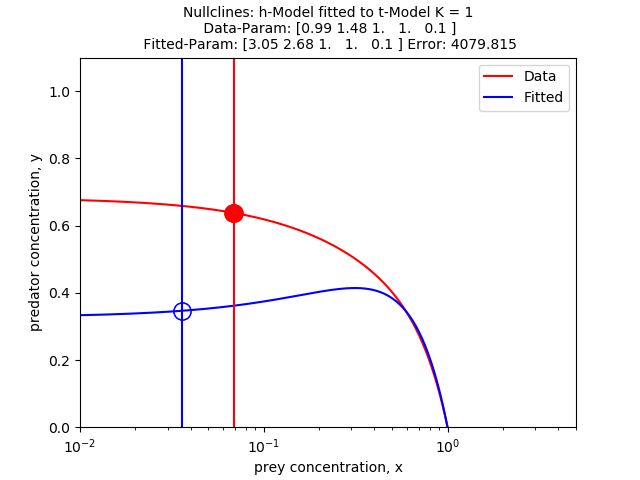 Nullclines: h-Model fitted to t-Model K = 1
Data-Param: [0.99 1.48 1.   1.   0.1 ]
Fitted-Param: [3.05 2.68 1.   1.   0.1 ] Error: 4079.815
Data
Fitted
predator concentration, y
1.0
0.8
0.6
0.4
0.2
0.0
10⁻²
10⁻¹
10⁰
prey concentration, x